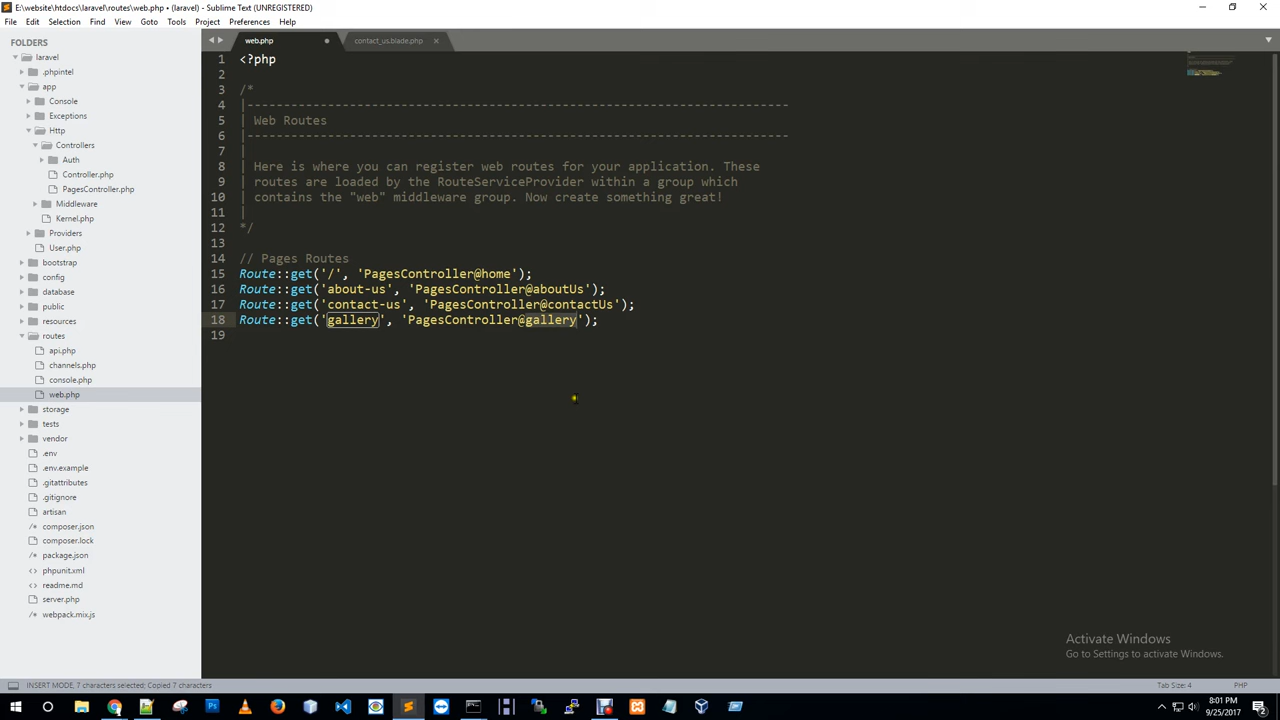 E:\website\htdocs\laravel\routes\web.php • (laravel) - Sublime Text (UNREGISTERED)
File Edit Selection Find View Goto Tools Project Preferences Help
FOLDERS
laravel
.phpintel
app
Console
Exceptions
Http
Controllers
Auth
Controller.php
PagesController.php
Middleware
Kernel.php
Providers
User.php
bootstrap
config
database
public
resources
routes
api.php
channels.php
console.php
web.php
storage
tests
vendor
.env
.env.example
.gitattributes
.gitignore
artisan
composer.json
composer.lock
package.json
phpunit.xml
readme.md
server.php
webpack.mix.js
web.php
contact_us.blade.php
1 <?php
2
3 /*
4 |--------------------------------------------------------------------------
5 | Web Routes
6 |--------------------------------------------------------------------------
7 |
8 | Here is where you can register web routes for your application. These
9 | routes are loaded by the RouteServiceProvider within a group which
10 | contains the "web" middleware group. Now create something great!
11 |
12 */
13
14 // Pages Routes
15 Route::get('/', 'PagesController@home');
16 Route::get('about-us', 'PagesController@aboutUs');
17 Route::get('contact-us', 'PagesController@contactUs');
18 Route::get('gallery', 'PagesController@gallery');
19
Activate Windows
Go to Settings to activate Windows.
INSERT MODE, 7 characters selected; Copied 7 characters
Tab Size: 4
PHP
8:01 PM
9/25/2017
2